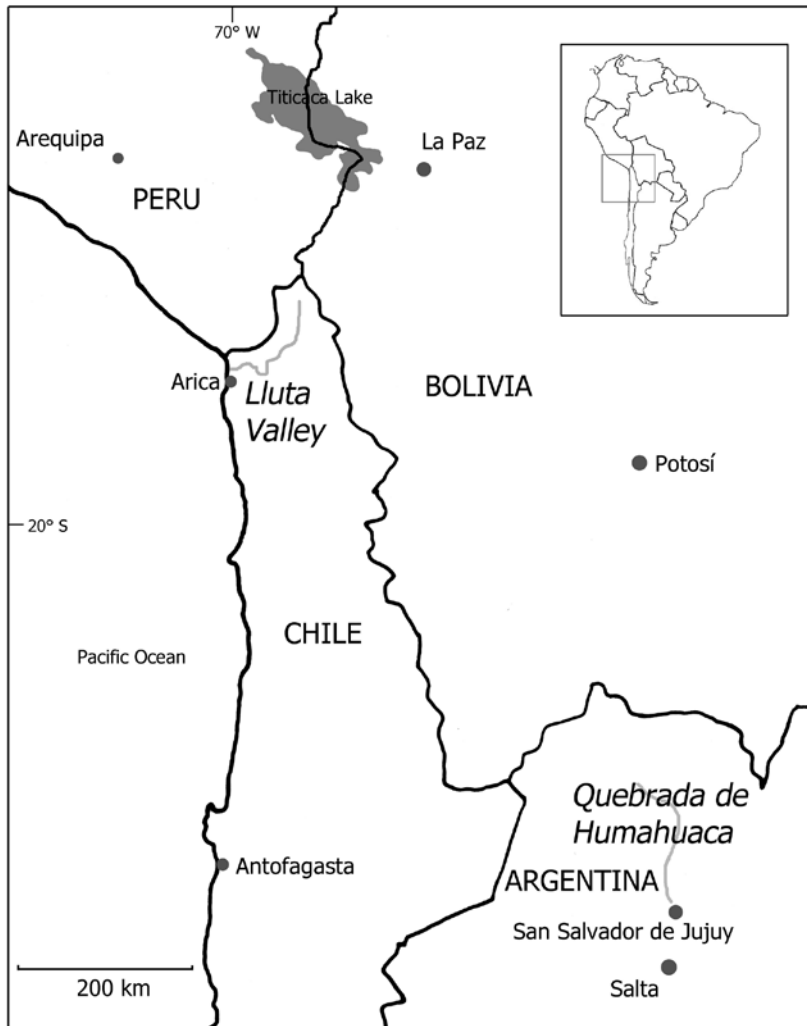 70° W
Titicaca Lake
Arequipa
La Paz
PERU
Arica
Lluta
Valley
BOLIVIA
Potosí
20° S
CHILE
Pacific Ocean
Quebrada de
Humahuaca
Antofagasta
ARGENTINA
San Salvador de Jujuy
200 km
Salta